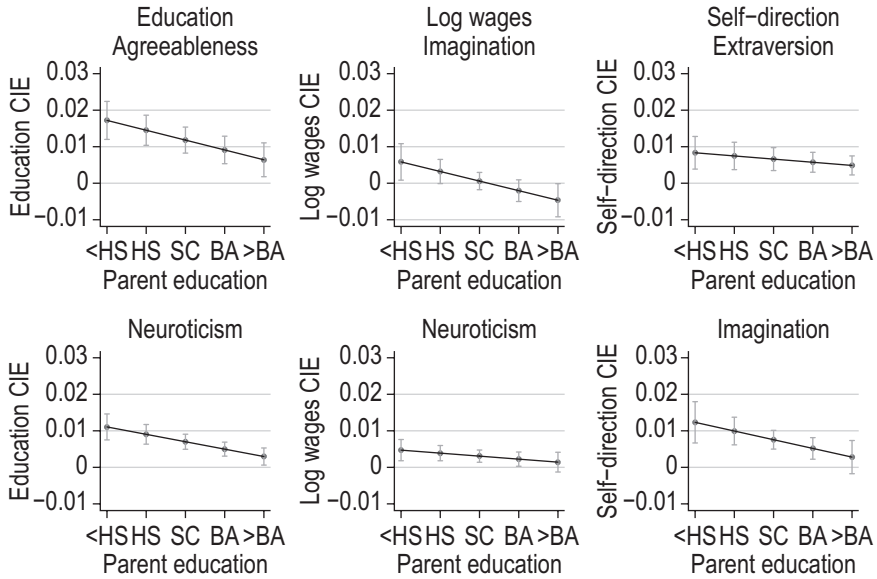 Education
Agreeableness
Log wages
Imagination
Self−direction
Extraversion
Education CIE
0.03
0.02
0.01
0
−0.01
<HS HS SC BA >BA
Parent education
Log wages CIE
0.03
0.02
0.01
0
−0.01
<HS HS SC BA >BA
Parent education
Self−direction CIE
0.03
0.02
0.01
0
−0.01
<HS HS SC BA >BA
Parent education
Neuroticism
Education CIE
0.03
0.02
0.01
0
−0.01
<HS HS SC BA >BA
Parent education
Neuroticism
Log wages CIE
0.03
0.02
0.01
0
−0.01
<HS HS SC BA >BA
Parent education
Imagination
Self−direction CIE
0.03
0.02
0.01
0
−0.01
<HS HS SC BA >BA
Parent education